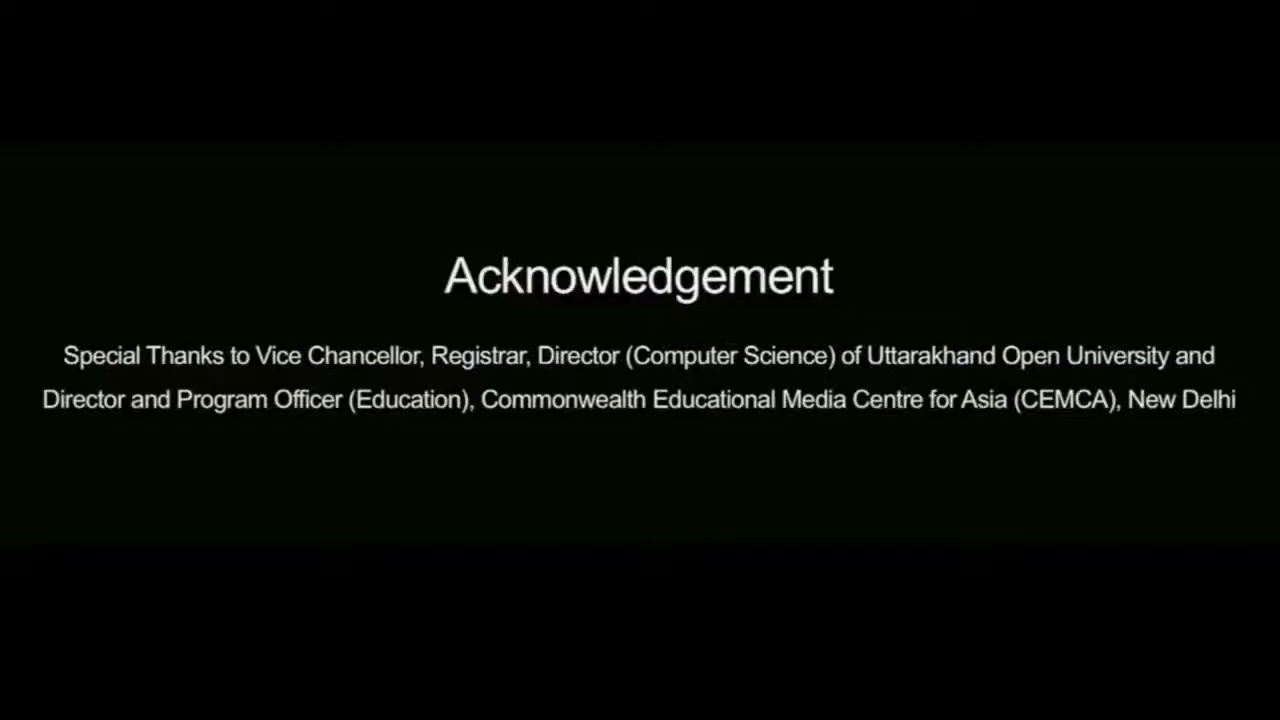 Acknowledgement
Special Thanks to Vice Chancellor, Registrar, Director (Computer Science) of Uttarakhand Open University and
Director and Program Officer (Education), Commonwealth Educational Media Centre for Asia (CEMCA), New Delhi